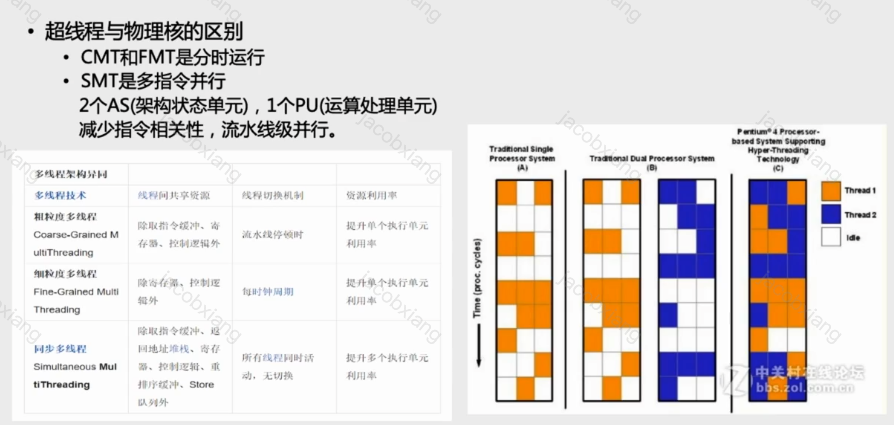 • 超线程与物理核的区别
• CMT和FMT是分时运行
• SMT是多指令并行
2个AS(架构状态单元)，1个PU(运算处理单元)
减少指令相关性，流水线级并行。
多线程架构异同
多线程技术 线程间共享资源 线程切换机制 资源利用率
粗粒度多线程
Coarse-Grained M
ultiThreading
除取指令缓冲、寄
存器、控制逻辑外
流水线停顿时
提升单个执行单元
利用率
细粒度多线程
Fine-Grained Multi
Threading
除寄存器、控制逻
辑外
每时钟周期
提升单个执行单元
利用率
同步多线程
Simultaneous Mul
tiThreading
除取指令缓冲、返
回地址堆栈、寄存
器、控制逻辑、重
排序缓冲、Store
队列外
所有线程同时活
动，无切换
提升多个执行单元
利用率
Traditional Single
Processor System
(A)
Traditional Dual Processor System
(B)
Pentium® 4 Processor-
based System Supporting
Hyper-Threading
Technology
(C)
Thread 1
Thread 2
Idle
Time (proc. cycles)
中关村在线论坛
bbs.zol.com.cn
jacobxiang
jacobxiang
jacobxiang
jacobxiang
jacobxiang